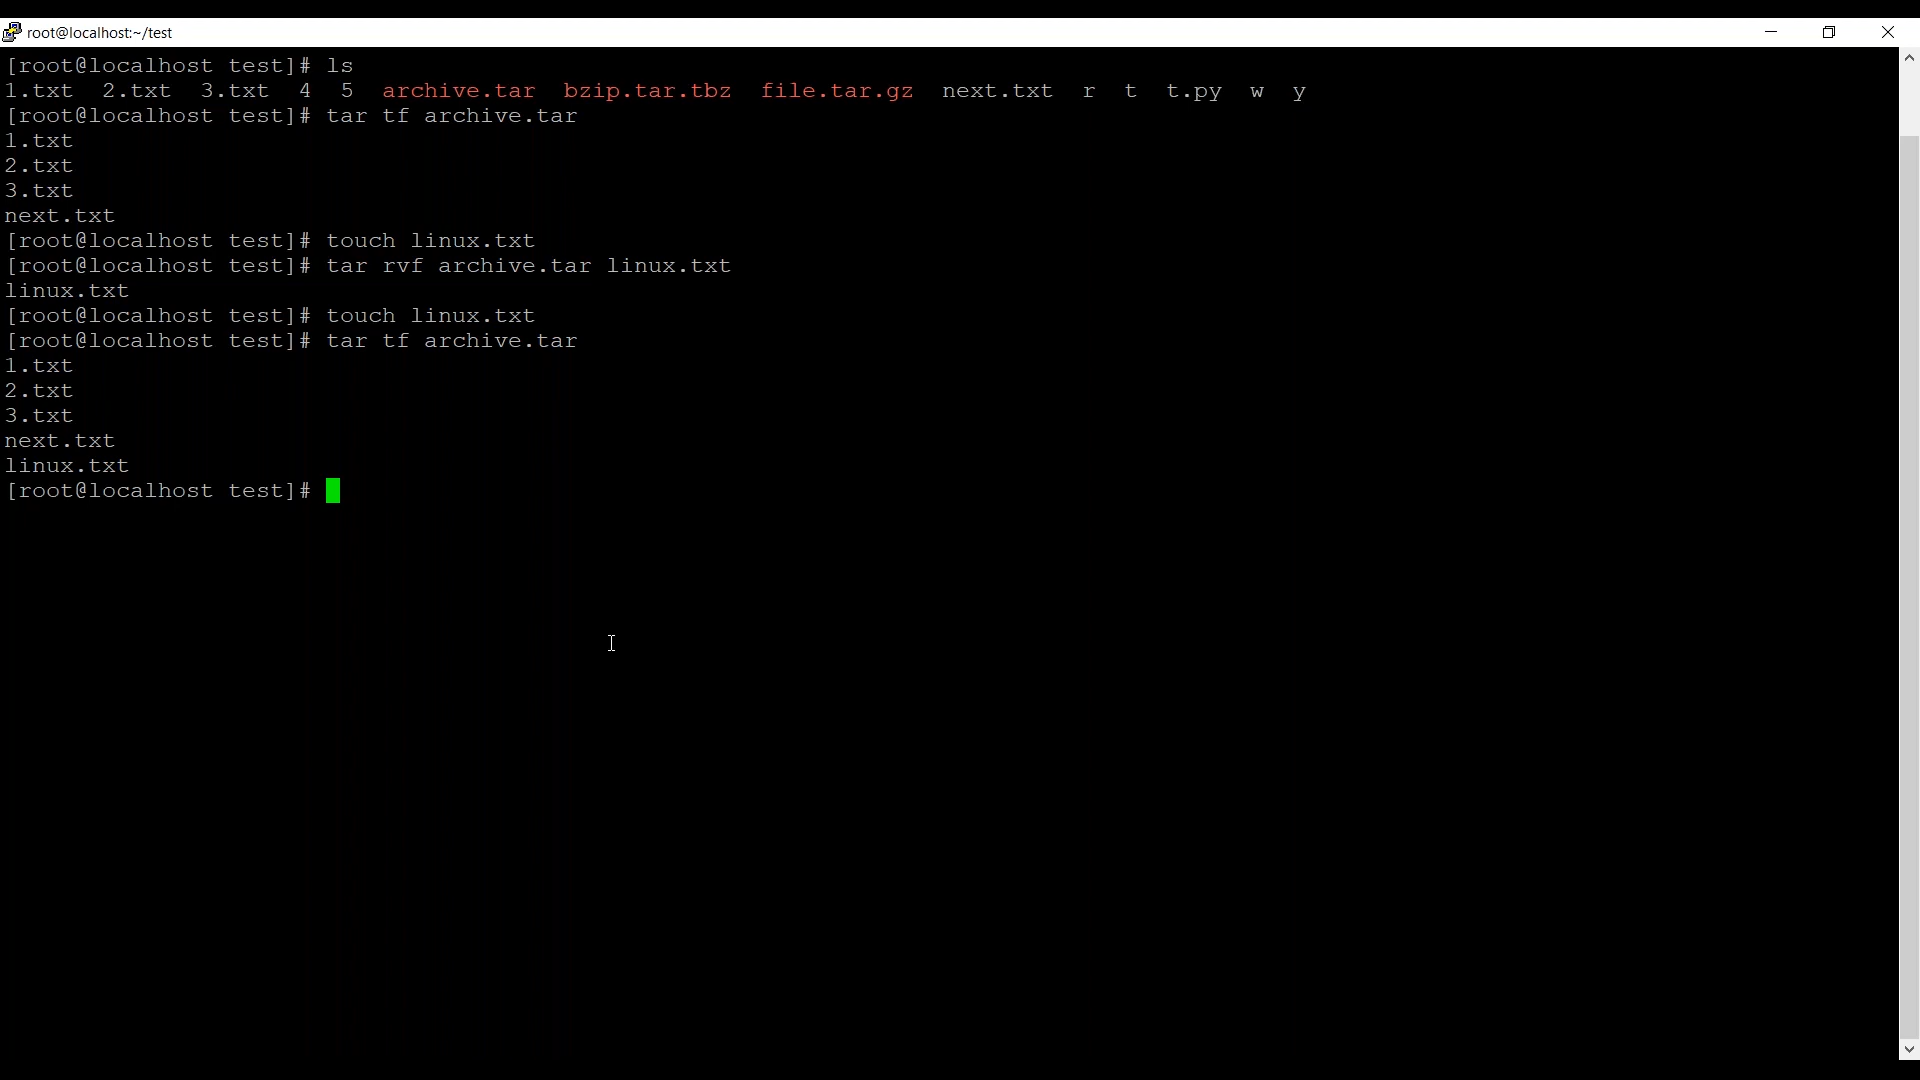 root@localhost:~/test
[root@localhost test]# ls
1.txt  2.txt  3.txt  4  5  archive.tar  bzip.tar.tbz  file.tar.gz  next.txt  r  t  t.py  w  y
[root@localhost test]# tar tf archive.tar
1.txt
2.txt
3.txt
next.txt
[root@localhost test]# touch linux.txt
[root@localhost test]# tar rvf archive.tar linux.txt
linux.txt
[root@localhost test]# touch linux.txt
[root@localhost test]# tar tf archive.tar
1.txt
2.txt
3.txt
next.txt
linux.txt
[root@localhost test]#